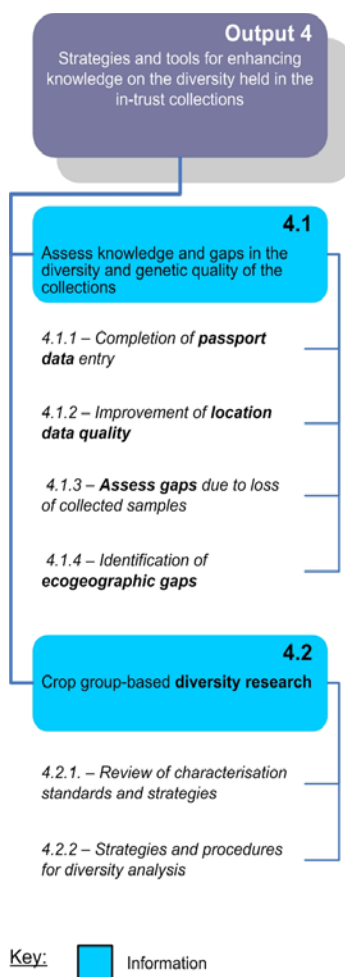 Output 4
Strategies and tools for enhancing
knowledge on the diversity held in the
in-trust collections
4.1
Assess knowledge and gaps in the
diversity and genetic quality of the
collections
4.1.1 – Completion of passport
data entry
4.1.2 – Improvement of location
data quality
4.1.3 – Assess gaps due to loss
of collected samples
4.1.4 – Identification of
ecogeographic gaps
4.2
Crop group-based diversity research
4.2.1. – Review of characterisation
standards and strategies
4.2.2 – Strategies and procedures
for diversity analysis
Key:
Information